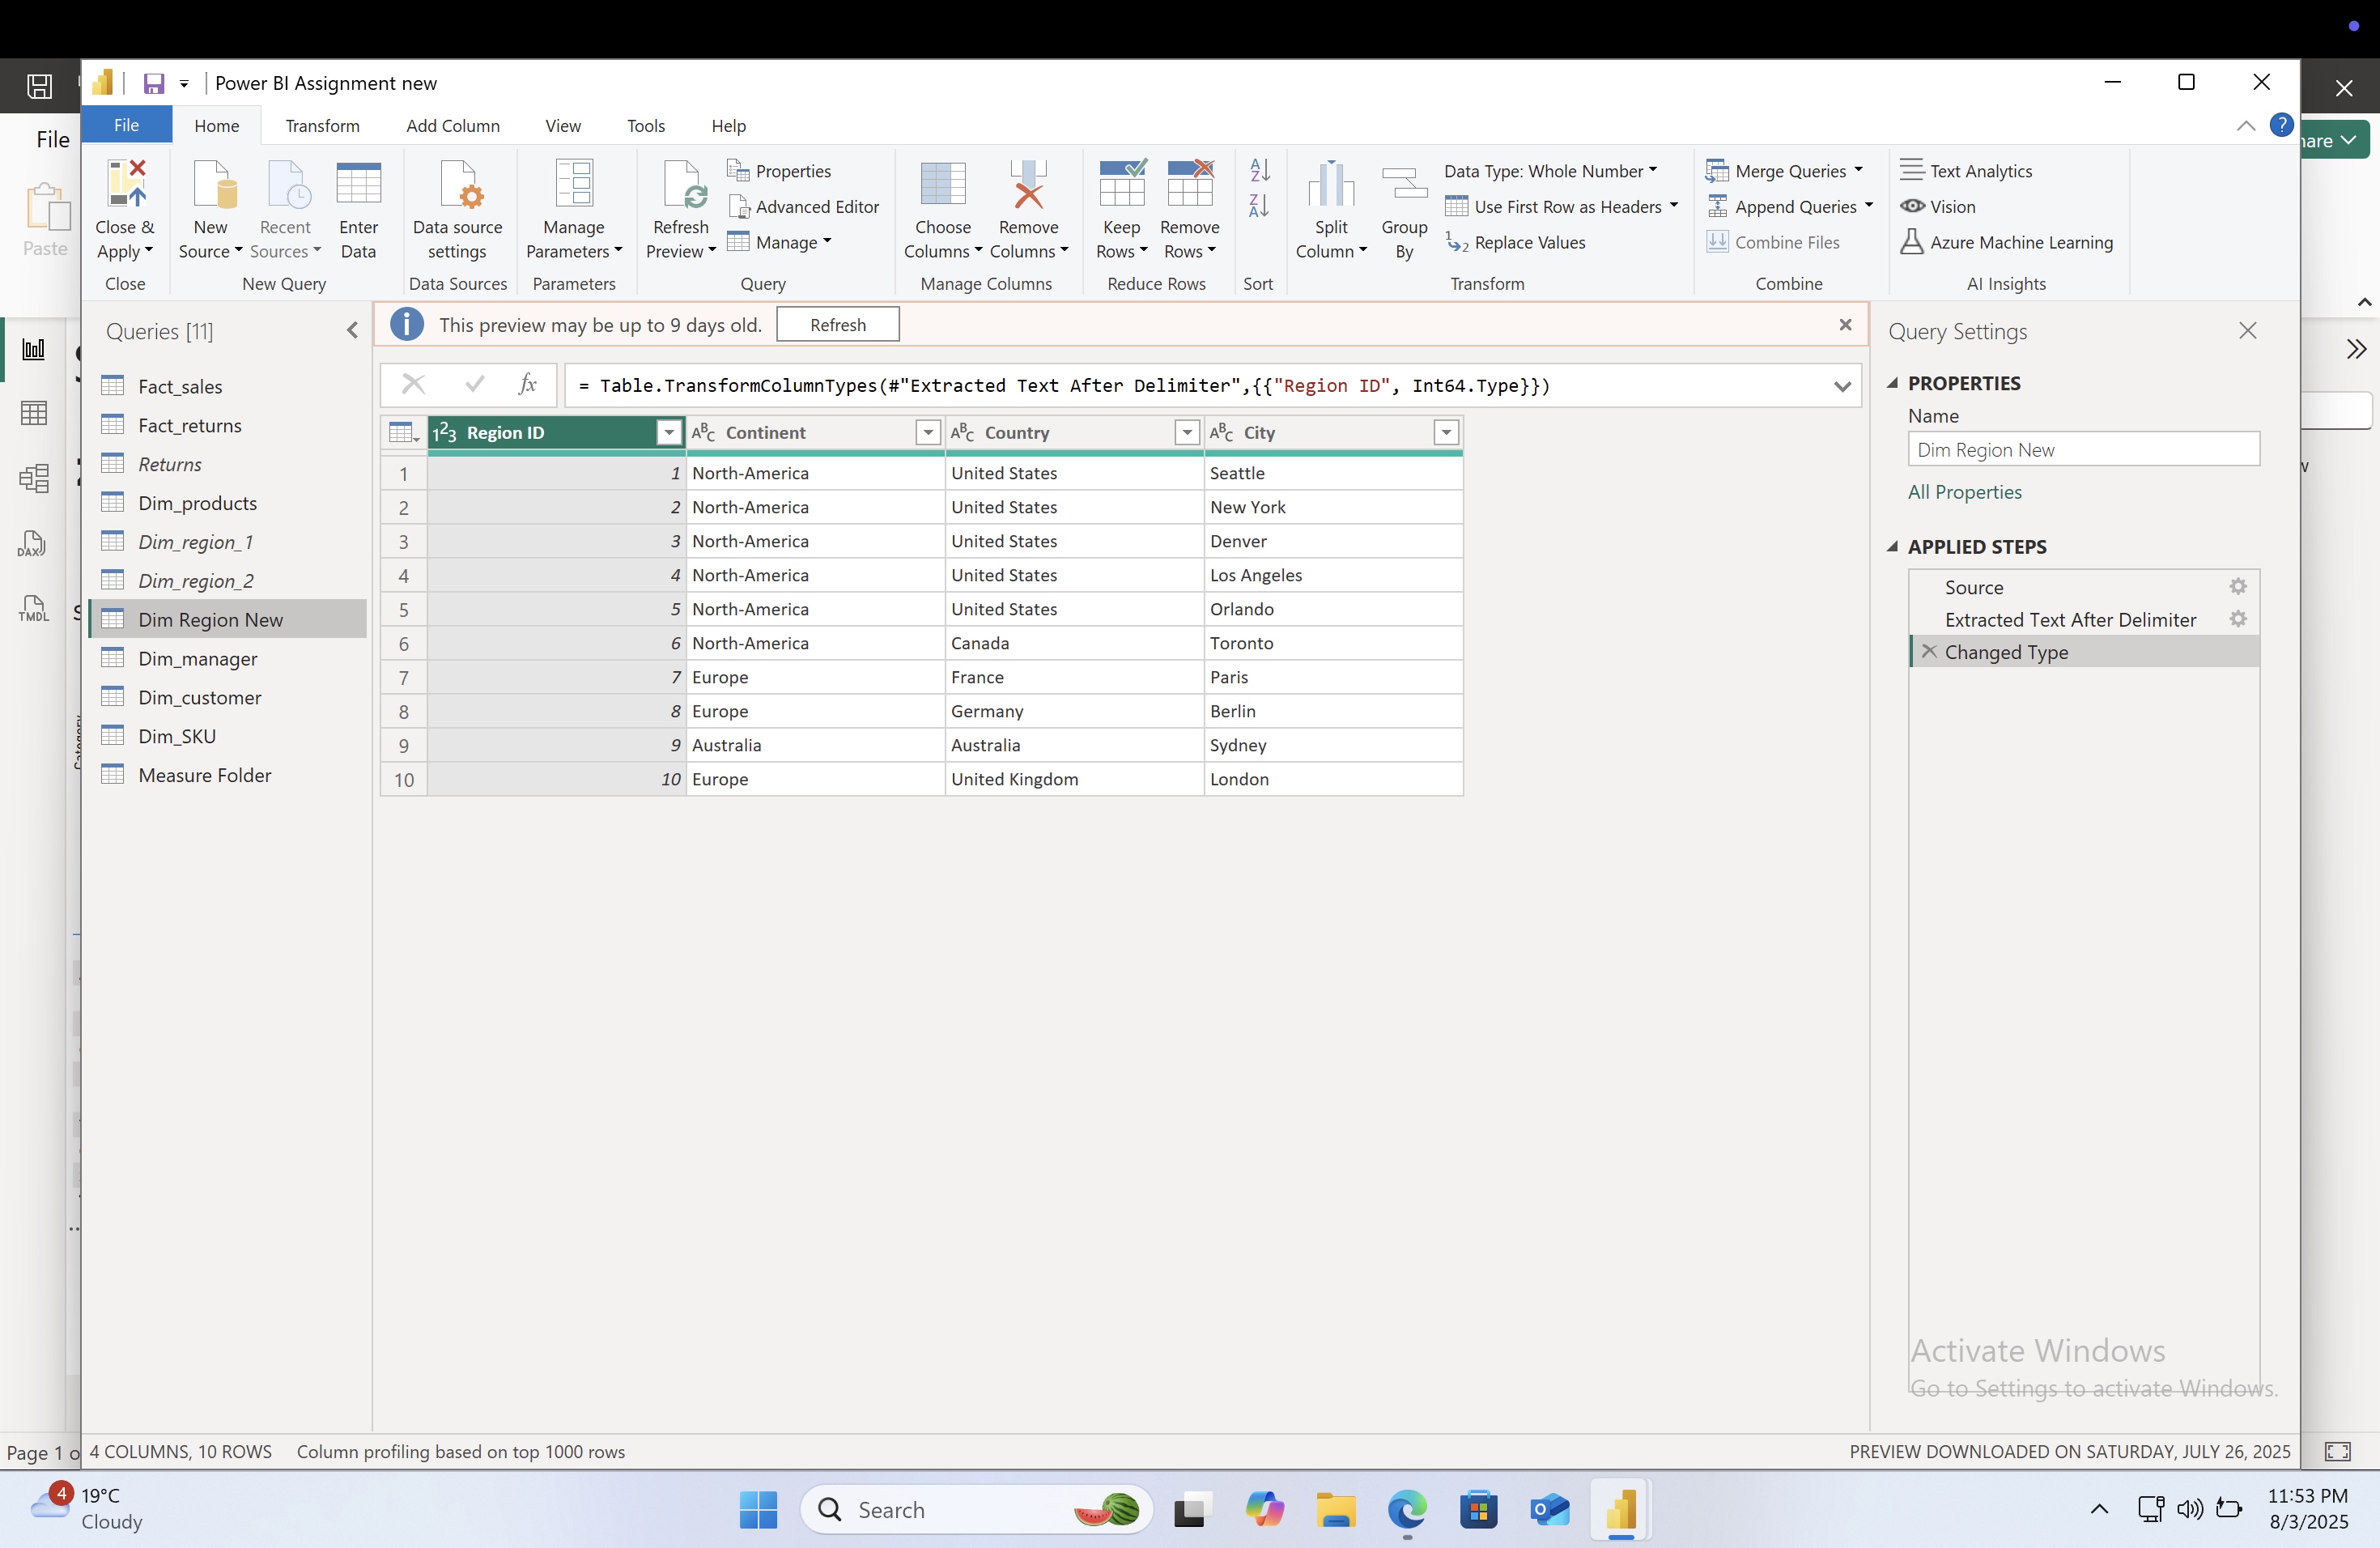 Power BI Assignment new
File
Home
Transform
Add Column
View
Tools
Help
File
Paste
Close &
Apply
New
Source
Recent
Sources
Enter
Data
Data source
settings
Manage
Parameters
Refresh
Preview
Properties
Advanced Editor
Manage
Choose
Columns
Remove
Columns
Keep
Rows
Remove
Rows
Split
Column
Group
By
Data Type: Whole Number
Use First Row as Headers
Replace Values
Merge Queries
Append Queries
Combine Files
Text Analytics
Vision
Azure Machine Learning
Close
New Query
Data Sources
Parameters
Query
Manage Columns
Reduce Rows
Sort
Transform
Combine
AI Insights
Queries [11]
This preview may be up to 9 days old.
Refresh
Fact_sales
Fact_returns
Returns
Dim_products
Dim_region_1
Dim_region_2
Dim Region New
Dim_manager
Dim_customer
Dim_SKU
Measure Folder
DAX
TMDL
= Table.TransformColumnTypes(#"Extracted Text After Delimiter",{{"Region ID", Int64.Type}})
Region ID Continent Country City
1 1 North-America United States Seattle
2 2 North-America United States New York
3 3 North-America United States Denver
4 4 North-America United States Los Angeles
5 5 North-America United States Orlando
6 6 North-America Canada Toronto
7 7 Europe France Paris
8 8 Europe Germany Berlin
9 9 Australia Australia Sydney
10 10 Europe United Kingdom London
Query Settings
PROPERTIES
Name
Dim Region New
All Properties
APPLIED STEPS
Source
Extracted Text After Delimiter
Changed Type
Activate Windows
Go to Settings to activate Windows.
Page 1 o
4 COLUMNS, 10 ROWS
Column profiling based on top 1000 rows
PREVIEW DOWNLOADED ON SATURDAY, JULY 26, 2025
4
19°C
Cloudy
Search
11:53 PM
8/3/2025